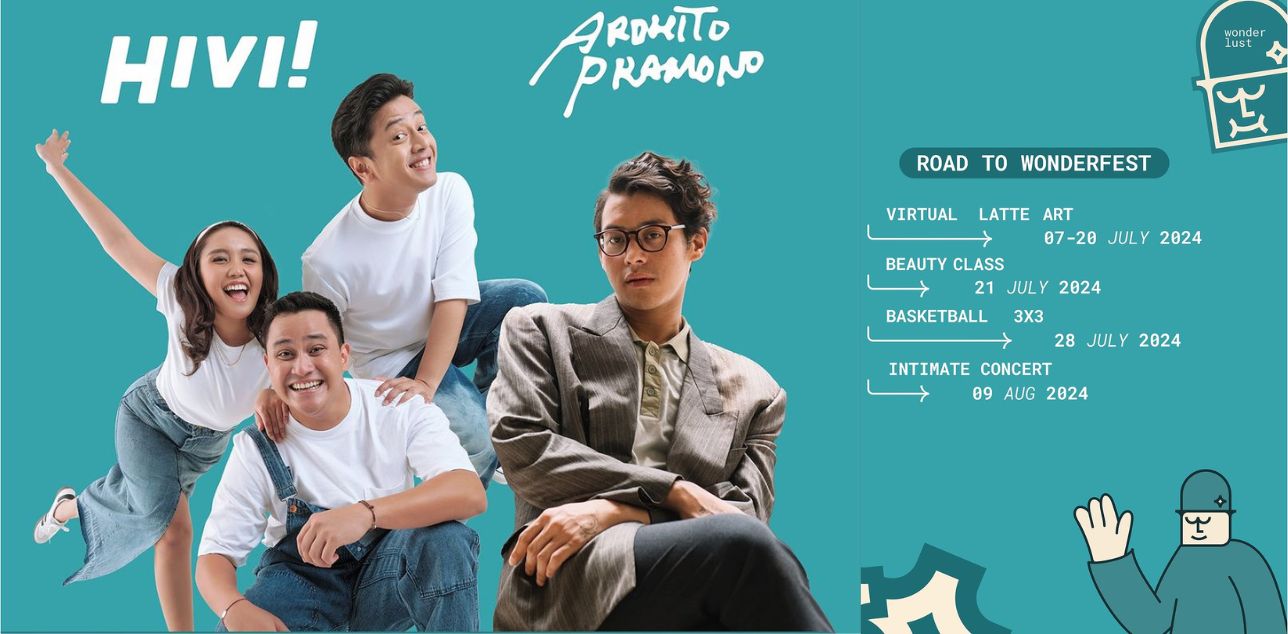 HIVI!
ARDHITO
PRAMONO
wonder
lust
ROAD TO WONDERFEST
VIRTUAL LATTE ART
07-20 JULY 2024
BEAUTY CLASS
21 JULY 2024
BASKETBALL 3X3
28 JULY 2024
INTIMATE CONCERT
09 AUG 2024